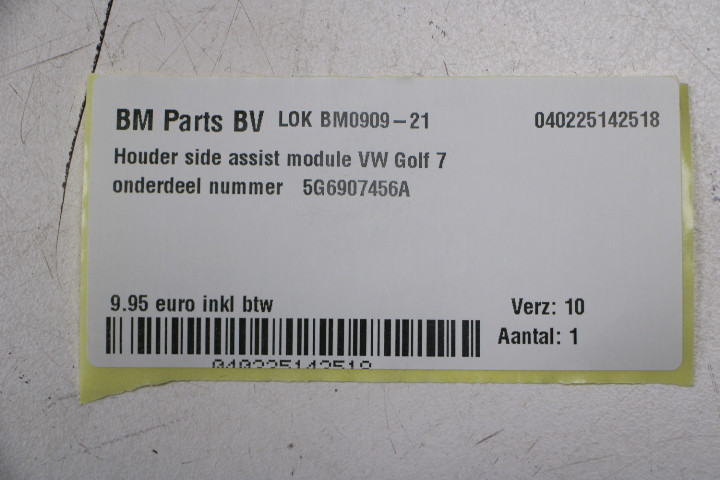 BM Parts BV LOK BM0909-21 040225142518
Houder side assist module VW Golf 7
onderdeel nummer 5G6907456A
9.95 euro inkl btw Verz: 10
Aantal: 1
040225142518